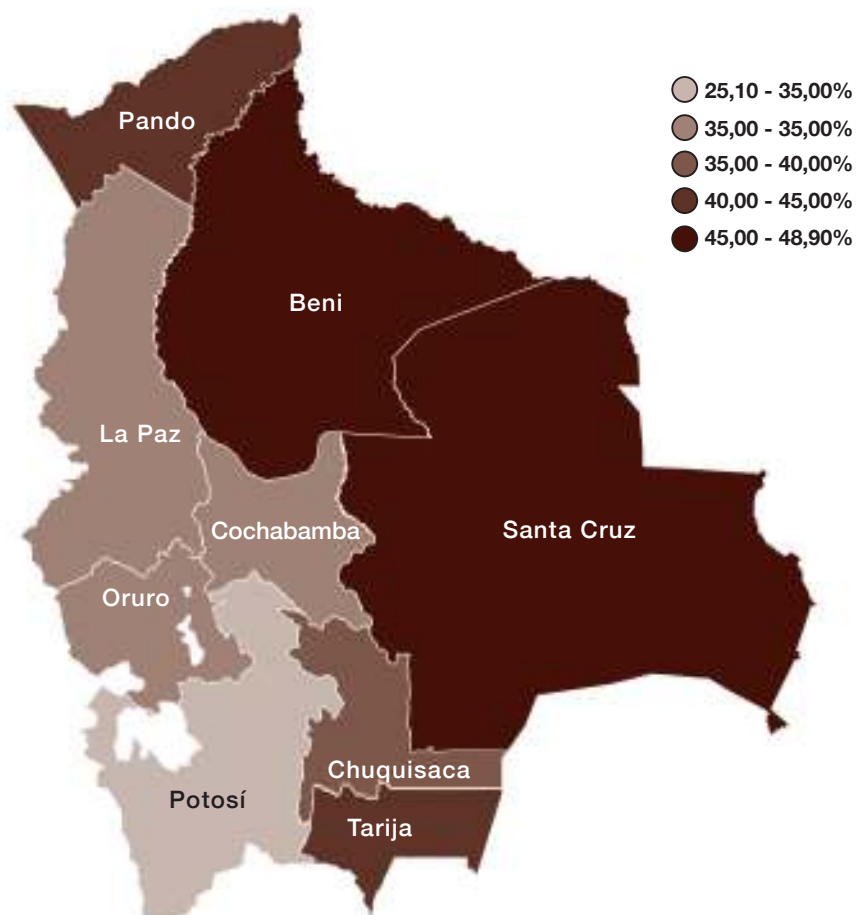 25,10 - 35,00%
35,00 - 35,00%
35,00 - 40,00%
40,00 - 45,00%
45,00 - 48,90%
Pando
Beni
La Paz
Cochabamba
Santa Cruz
Oruro
Chuquisaca
Potosí
Tarija